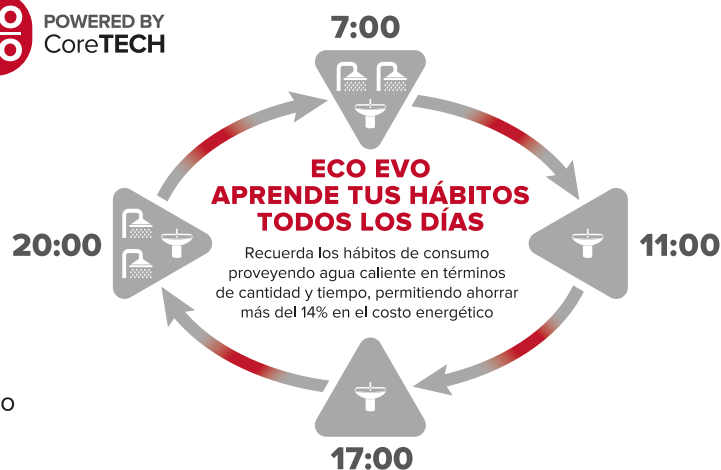 POWERED BY
CoreTECH
7:00
ECO EVO
APRENDE TUS HÁBITOS
TODOS LOS DÍAS
Recuerda los hábitos de consumo
proveyendo agua caliente en términos
de cantidad y tiempo, permitiendo ahorrar
más del 14% en el costo energético
20:00
11:00
o
17:00